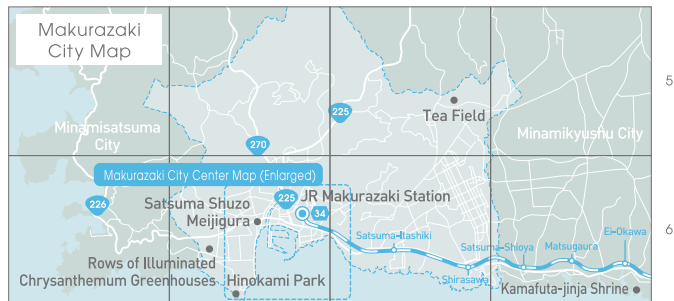 Makurazaki
City Map
5
225
Tea Field
Minamisatsuma
City
Minamikyushu City
270
Makurazaki City Center Map (Enlarged)
225
JR Makurazaki Station
226
Satsuma Shuzo
Meijigura
34
Satsuma-Itashiki
Satsuma-Shioya
Matsugaura
Ei-Okawa
6
Rows of Illuminated
Chrysanthemum Greenhouses
Hinokami Park
Shirasawa
Kamafuta-jinja Shrine